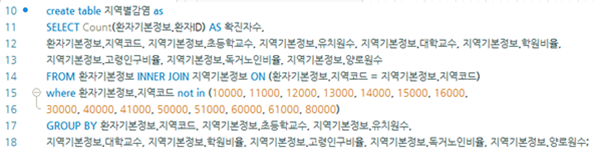 10 create table 지역별감염 as
11 SELECT Count(환자기본정보.환자ID) AS 확진자수,
12 환자기본정보.지역코드, 지역기본정보.초등학교수, 지역기본정보.유치원수, 지역기본정보.대학교수, 지역기본정보.학원비율,
13 지역기본정보.고령인구비율, 지역기본정보.독거노인비율, 지역기본정보.양로원수
14 FROM 환자기본정보 INNER JOIN 지역기본정보 ON (환자기본정보.지역코드 = 지역기본정보.지역코드)
15 where 환자기본정보.지역코드 not in (10000, 11000, 12000, 13000, 14000, 15000, 16000,
16 30000, 40000, 41000, 50000, 51000, 60000, 61000, 80000)
17 GROUP BY 환자기본정보.지역코드, 지역기본정보.초등학교수, 지역기본정보.유치원수,
18 지역기본정보.대학교수, 지역기본정보.학원비율, 지역기본정보.고령인구비율, 지역기본정보.독거노인비율, 지역기본정보.양로원수;